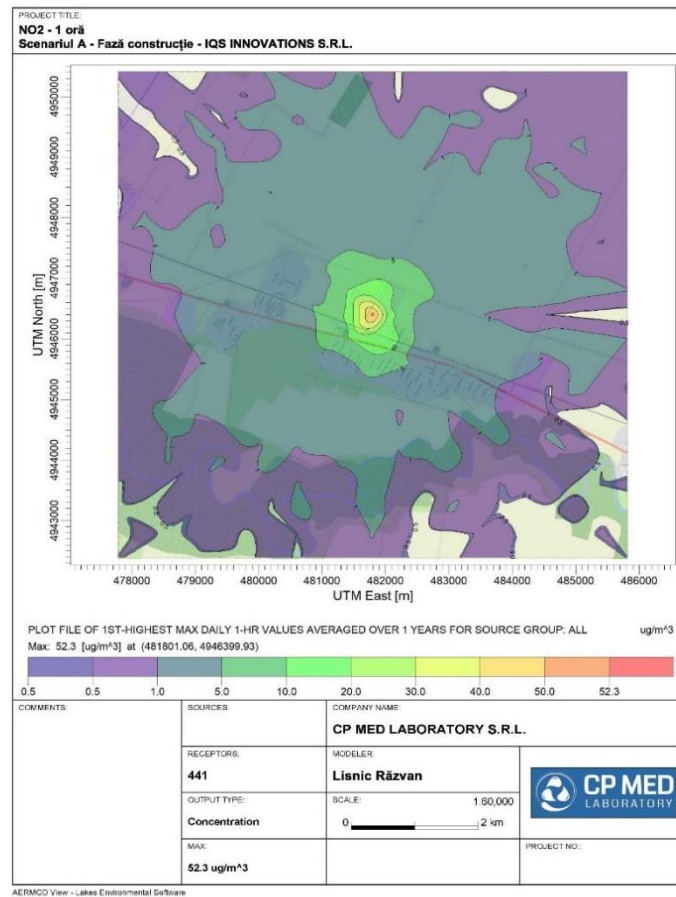 PROJECT TITLE:
NO2 - 1 oră
Scenariul A - Fază construcție - IQS INNOVATIONS S.R.L.
UTM North [m]
4950000
4949000
4948000
4947000
4946000
4945000
4944000
4943000
478000 479000 480000 481000 482000 483000 484000 485000 486000
UTM East [m]
PLOT FILE OF 1ST-HIGHEST MAX DAILY 1-HR VALUES AVERAGED OVER 1 YEARS FOR SOURCE GROUP: ALL ug/m^3
Max: 52.3 [ug/m^3] at (481801.06, 4946399.93)
0.5 0.5 1.0 5.0 10.0 20.0 30.0 40.0 50.0 52.3
COMMENTS:
SOURCES:
COMPANY NAME:
CP MED LABORATORY S.R.L.
RECEPTORS:
441
MODELER:
Lisnic Răzvan
OUTPUT TYPE:
Concentration
SCALE: 1:60,000
0 2 km
CP MED
LABORATORY
MAX:
52.3 ug/m^3
PROJECT NO.:
AERMOD View - Lakes Environmental Software